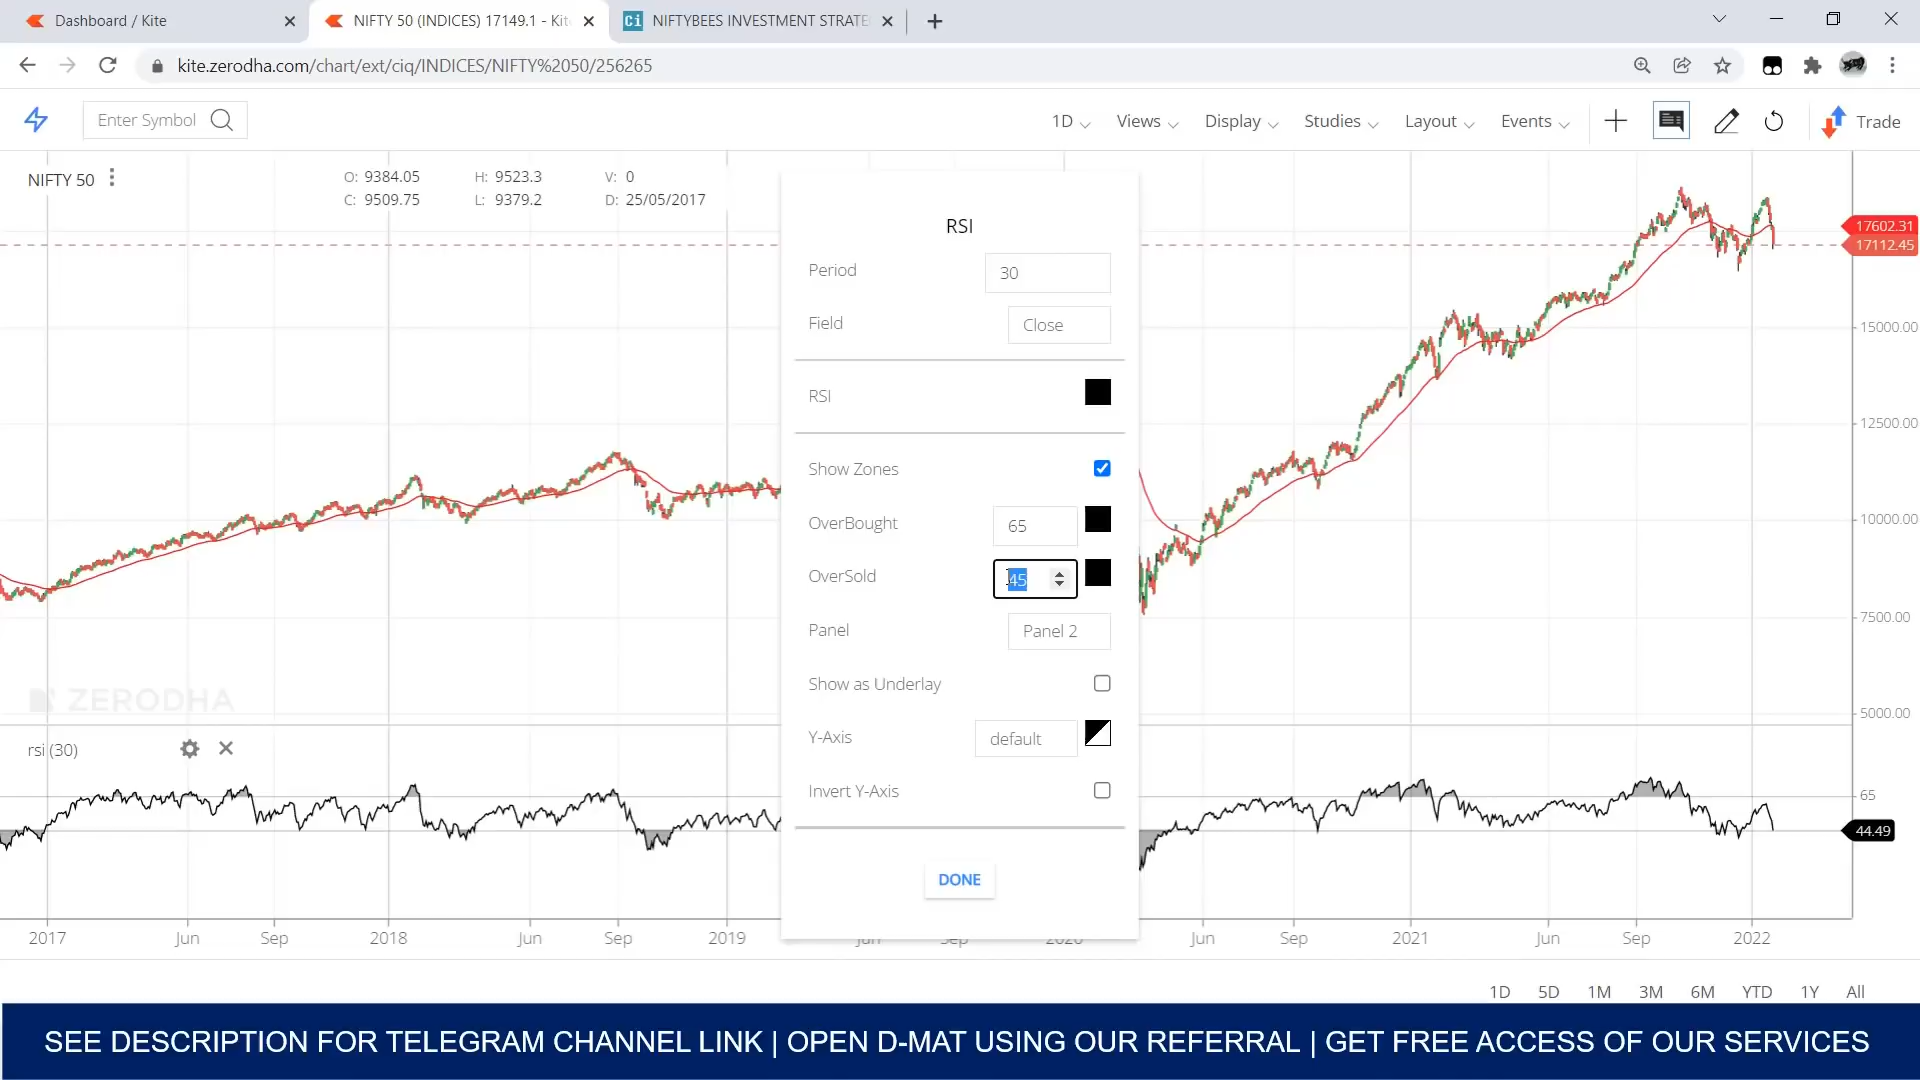 Dashboard / Kite
NIFTY 50 (INDICES) 17149.1 - Kit
Ci NIFTYBEES INVESTMENT STRATE
kite.zerodha.com/chart/ext/ciq/INDICES/NIFTY%2050/256265
Enter Symbol
1D Views Display Studies Layout Events Trade
NIFTY 50
O: 9384.05 H: 9523.3 V: 0
C: 9509.75 L: 9379.2 D: 25/05/2017
RSI
Period 30
Field Close
RSI
Show Zones
OverBought 65
OverSold 45
Panel Panel 2
Show as Underlay
Y-Axis default
Invert Y-Axis
DONE
17602.31
17112.45
15000.00
12500.00
10000.00
7500.00
5000.00
ZERODHA
rsi (30)
65
44.49
2017 Jun Sep 2018 Jun Sep 2019 Jun Sep 2020 Jun Sep 2021 Jun Sep 2022
1D 5D 1M 3M 6M YTD 1Y All
SEE DESCRIPTION FOR TELEGRAM CHANNEL LINK | OPEN D-MAT USING OUR REFERRAL | GET FREE ACCESS OF OUR SERVICES